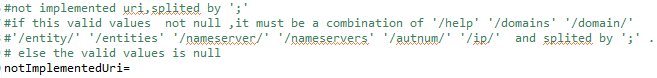 #not implemented uri,splited by ';'
#if this valid values  not null ,it must be a combination of '/help' '/domains' '/domain/'
#'/entity/' '/entities' '/nameserver/' '/nameservers' '/autnum/' '/ip/'  and splited by ';' .
# else the valid values is null
notImplementedUri=